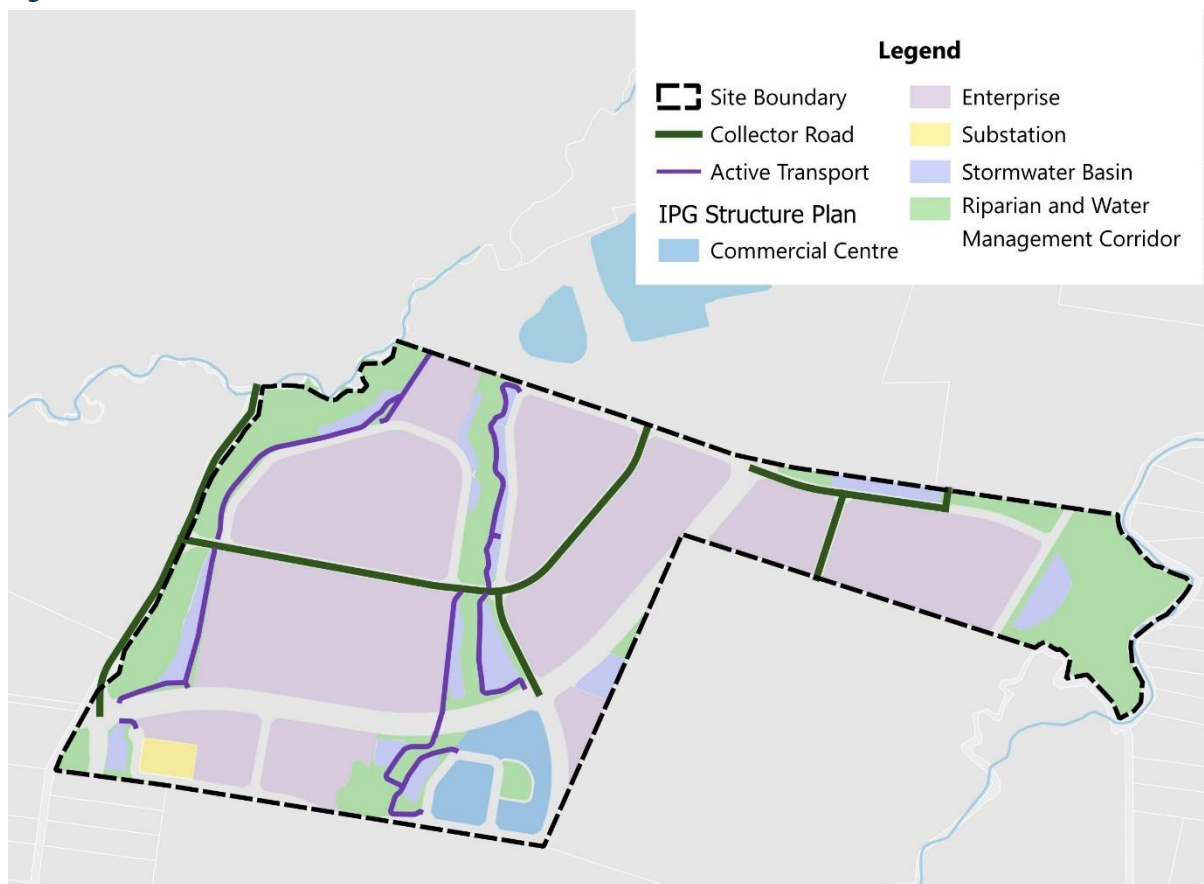 Legend
Site Boundary
Collector Road
Active Transport
IPG Structure Plan
Commercial Centre
Enterprise
Substation
Stormwater Basin
Riparian and Water
Management Corridor